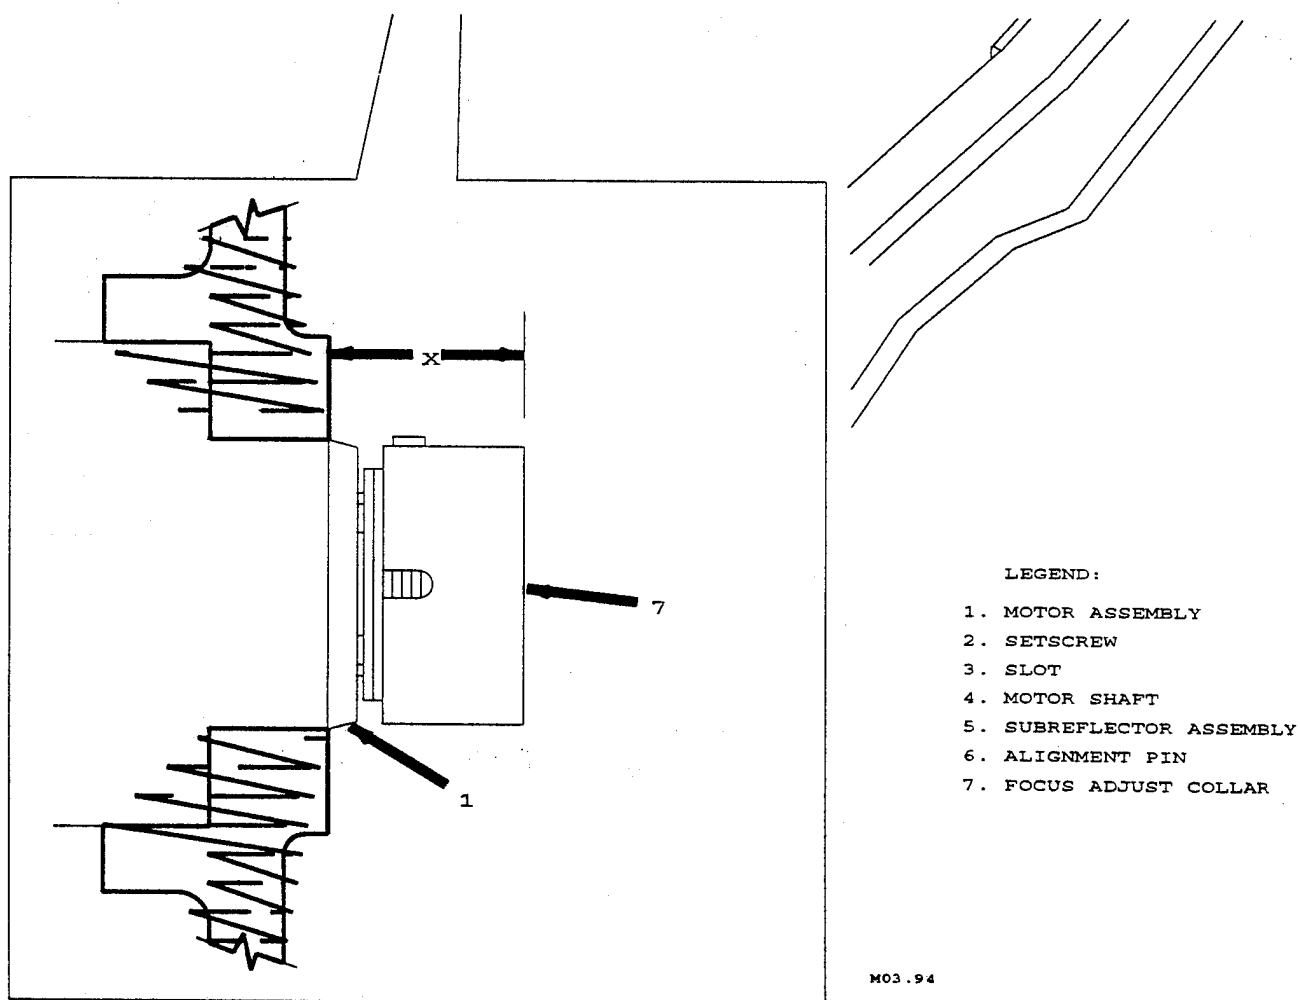 X
7
1
LEGEND:
1. MOTOR ASSEMBLY
2. SETSCREW
3. SLOT
4. MOTOR SHAFT
5. SUBREFLECTOR ASSEMBLY
6. ALIGNMENT PIN
7. FOCUS ADJUST COLLAR
M03.94